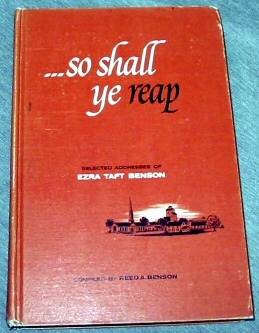 ...so shall
ye reap
SELECTED ADDRESSES OF
EZRA TAFT BENSON
COMPILED BY REED A. BENSON